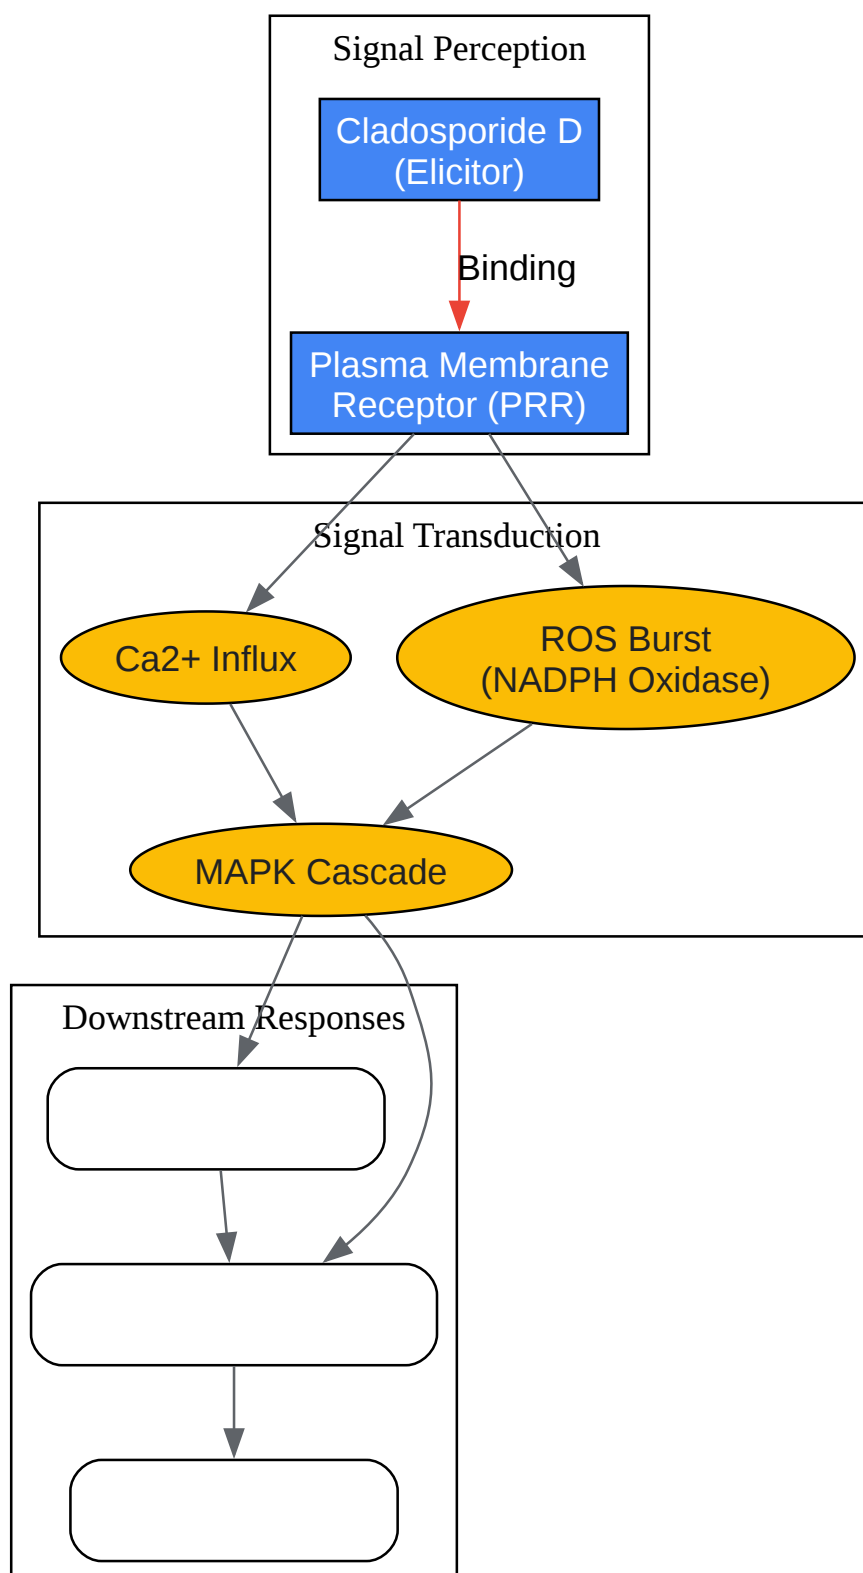 Signal Perception
Cladosporide D
(Elicitor)
Binding
Plasma Membrane
Receptor (PRR)
Signal Transduction
Ca2+ Influx
ROS Burst
(NADPH Oxidase)
MAPK Cascade
Downstream Responses